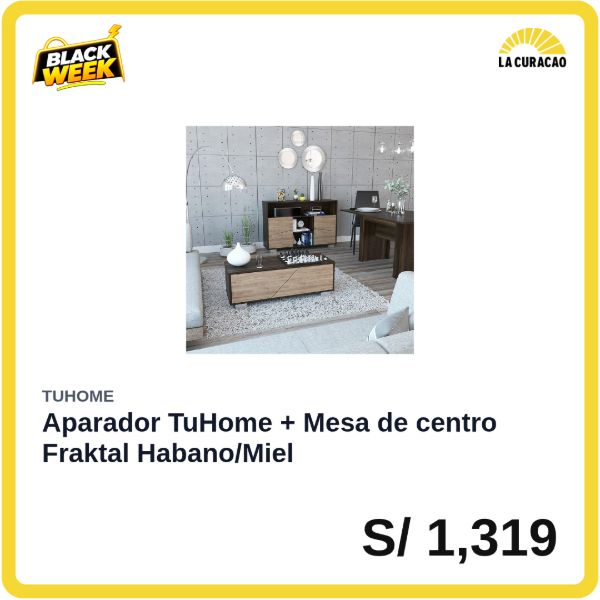 BLACK
WEEK
LA CURACAO
TUHOME
Aparador TuHome + Mesa de centro
Fraktal Habano/Miel
S/ 1,319